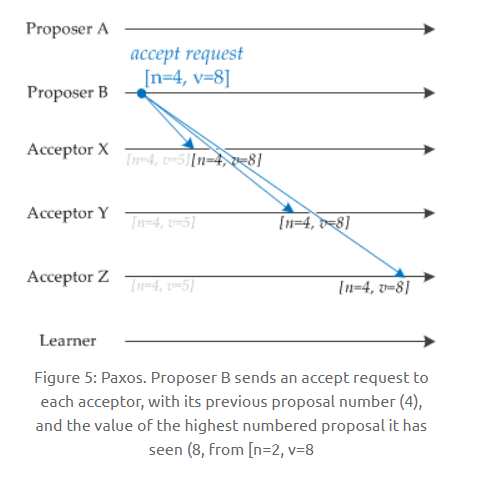 Proposer A
accept request
[n=4, v=8]
Proposer B
Acceptor X
[n=4, v=5] [n=4, v=8]
Acceptor Y
[n=4, v=5]
[n=4, v=8]
Acceptor Z
[n=4, v=5]
[n=4, v=8]
Learner
Figure 5: Paxos. Proposer B sends an accept request to
each acceptor, with its previous proposal number (4),
and the value of the highest numbered proposal it has
seen (8, from [n=2, v=8